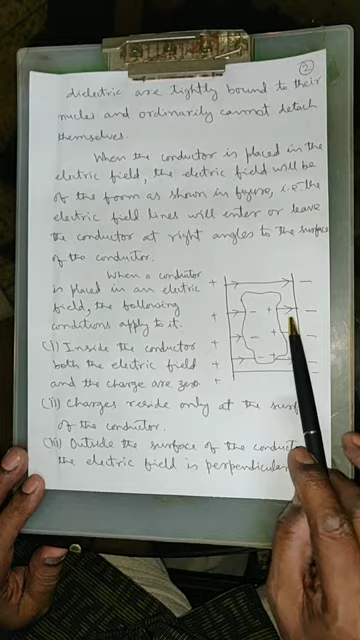 (2)
dielectric are tightly bound to their
nuclei and ordinarily cannot detach
themselves.
When the conductor is placed in the
electric field, the electric field will be
of the form as shown in figure, i.e the
electric field lines will enter or leave
the conductor at right angles to the surface
of the conductor.
When a conductor
is placed in an electric
field, the following
conditions apply to it.
(i) Inside the conductor
both the electric field
and the charge are zero.
+ + + + +
- - + - + - - + - - -
(ii) Charges reside only at the surf
of the conductor.
(iii) Outside the surface of the conduct
the electric field is perpendicular